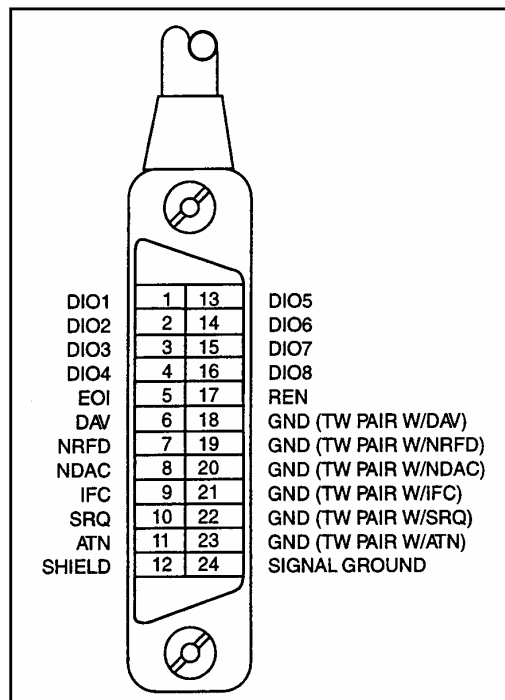 DIO1 1 13 DIO5
DIO2 2 14 DIO6
DIO3 3 15 DIO7
DIO4 4 16 DIO8
EOI 5 17 REN
DAV 6 18 GND (TW PAIR W/DAV)
NRFD 7 19 GND (TW PAIR W/NRFD)
NDAC 8 20 GND (TW PAIR W/NDAC)
IFC 9 21 GND (TW PAIR W/IFC)
SRQ 10 22 GND (TW PAIR W/SRQ)
ATN 11 23 GND (TW PAIR W/ATN)
SHIELD 12 24 SIGNAL GROUND